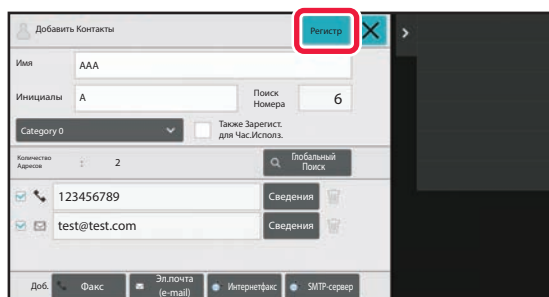 Добавить Контакты
Регистр
Имя
AAA
Инициалы
A
Поиск
Номера
6
Category 0
Также Зарегист.
для Час.Исполз.
Количество
Адресов
:
2
Глобальный
Поиск
123456789
Сведения
test@test.com
Сведения
Доб.
Факс
Эл.почта
(e-mail)
Интернетфакс
SMTP-сервер